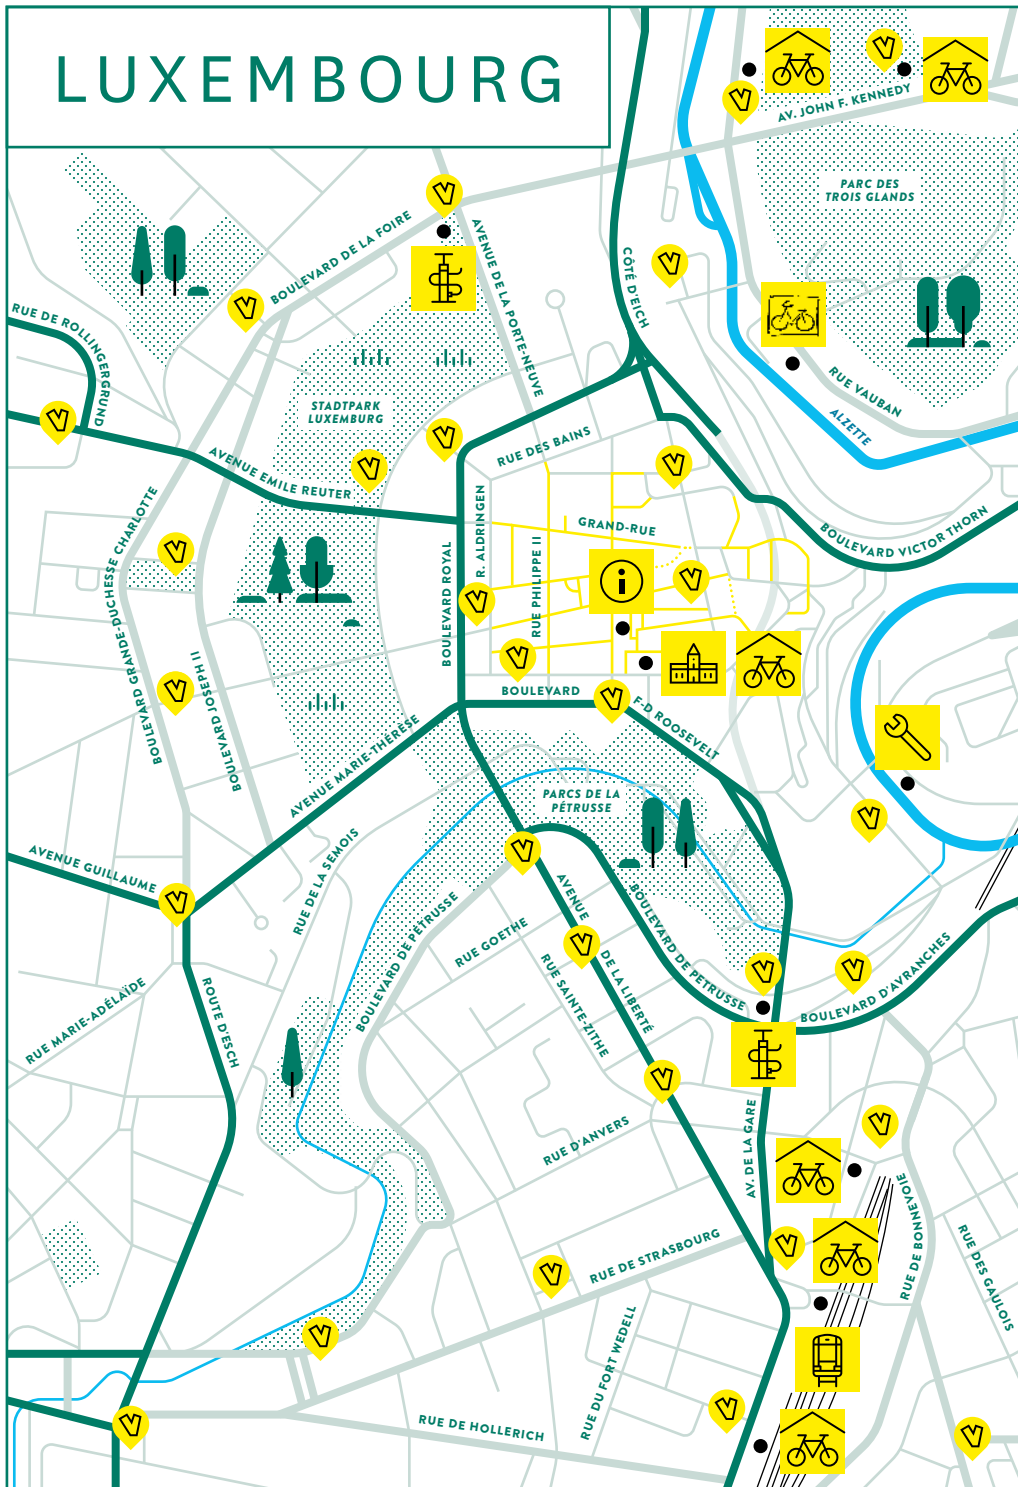 LUXEMBOURG
AV. JOHN F. KENNEDY
PARC DES
TROIS GLANDS
BOULEVARD DE LA FOIRE
AVENUE DE LA PORTE-NEUVE
CÔTÉ D'EICH
RUE DE ROLLINGERGRUND
RUE VAUBAN
ALZETTE
STADTPARK
LUXEMBURG
RUE DES BAINS
AVENUE EMILE REUTER
R. ALDRINGEN
GRAND-RUE
BOULEVARD VICTOR THORN
BOULEVARD GRANDE-DUCHESSE CHARLOTTE
BOULEVARD ROYAL
RUE PHILIPPE II
BOULEVARD JOSEPH II
BOULEVARD
F-D ROOSEVELT
AVENUE MARIE-THÉRÈSE
PARCS DE LA
PÉTRUSSE
AVENUE GUILLAUME
RUE DE LA SEMOIS
BOULEVARD DE PÉTRUSSE
RUE GOETHE
AVENUE
DE LA LIBERTÉ
BOULEVARD DE PETRUSSE
RUE SAINTE-ZITHE
BOULEVARD D'AVRANCHES
RUE MARIE-ADÉLAÏDE
ROUTE D'ESCH
RUE D'ANVERS
AV. DE LA GARE
RUE DE BONNEVOIE
RUE DES GAULOIS
RUE DE STRASBOURG
RUE DU FORT WEDELL
RUE DE HOLLERICH